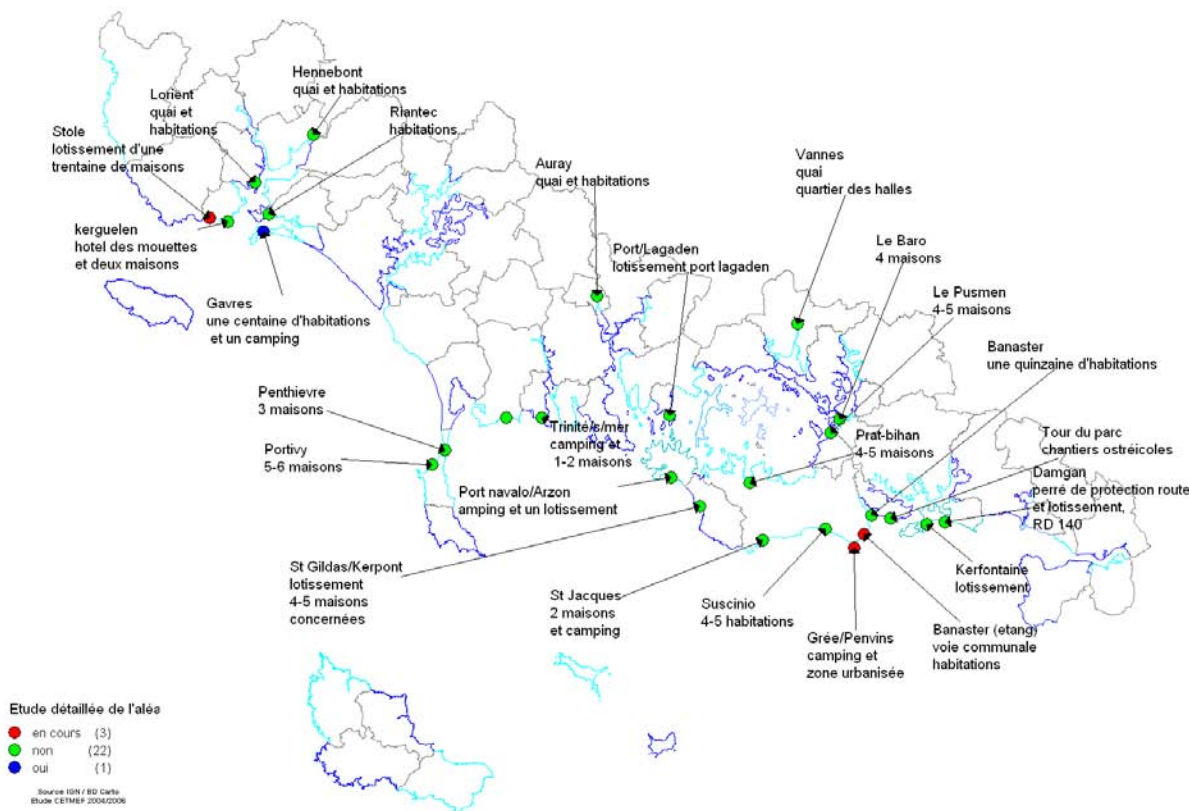 Hennebont
quai et habitations
Lorient
quai et
habitations
Riantec
habitations
Stole
lotissement d'une
trentaine de maisons
Auray
quai et habitations
Vannes
quai
quartier des halles
kerguelen
hotel des mouettes
et deux maisons
Port/Lagaden
lotissement port lagaden
Le Baro
4 maisons
Le Pusmen
4-5 maisons
Gavres
une centaine d'habitations
et un camping
Banaster
une quinzaine d'habitations
Penthievre
3 maisons
Trinité/s/mer
camping et
1-2 maisons
Prat-bihan
4-5 maisons
Tour du parc
chantiers ostréicoles
Portivy
5-6 maisons
Damgan
perré de protection route
et lotissement,
RD 140
Port navalo/Arzon
amping et un lotissement
St Gildas/Kerpont
lotissement
4-5 maisons
concernées
Kerfontaine
lotissement
St Jacques
2 maisons
et camping
Suscinio
4-5 habitations
Grée/Penvins
camping et
zone urbanisée
Banaster (etang)
voie communale
habitations
Etude détaillée de l'aléa
en cours (3)
non (22)
oui (1)
Source IGN / BD Carto
Etude CETMEF 2004/2006